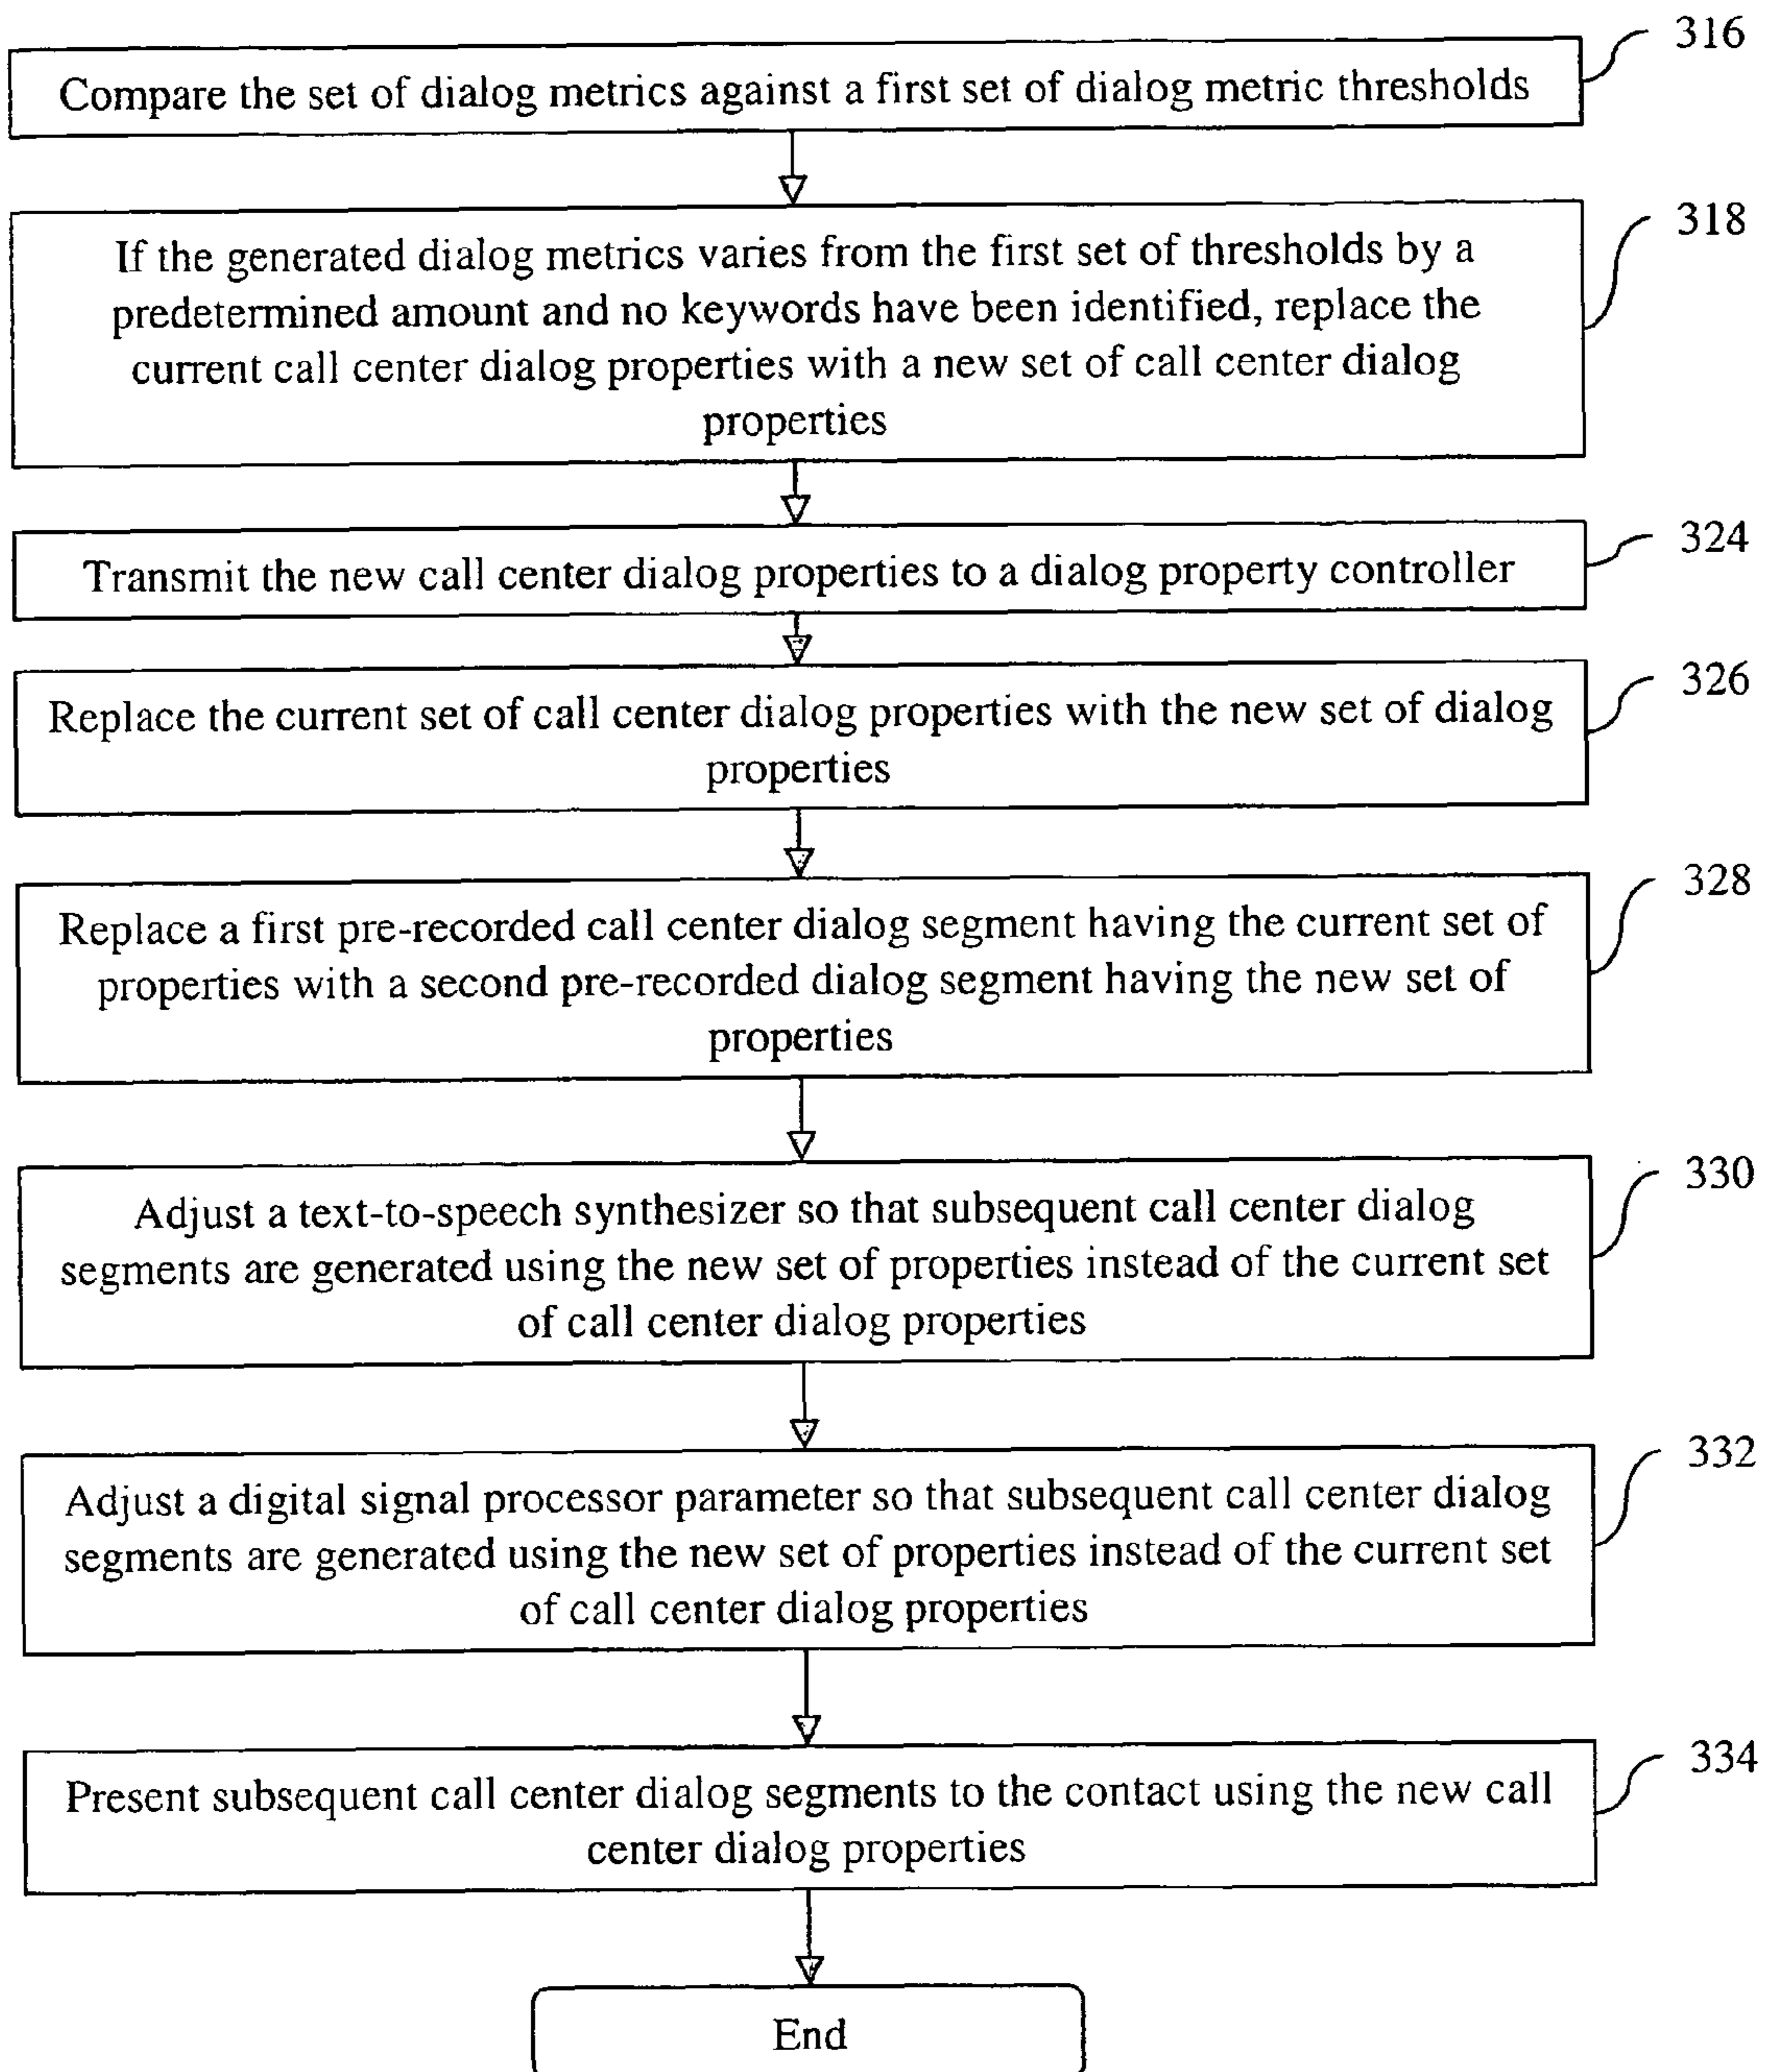 316
Compare the set of dialog metrics against a first set of dialog metric thresholds
318
If the generated dialog metrics varies from the first set of thresholds by a
predetermined amount and no keywords have been identified, replace the
current call center dialog properties with a new set of call center dialog
properties
324
Transmit the new call center dialog properties to a dialog property controller
326
Replace the current set of call center dialog properties with the new set of dialog
properties
328
Replace a first pre-recorded call center dialog segment having the current set of
properties with a second pre-recorded dialog segment having the new set of
properties
330
Adjust a text-to-speech synthesizer so that subsequent call center dialog
segments are generated using the new set of properties instead of the current set
of call center dialog properties
332
Adjust a digital signal processor parameter so that subsequent call center dialog
segments are generated using the new set of properties instead of the current set
of call center dialog properties
334
Present subsequent call center dialog segments to the contact using the new call
center dialog properties
End